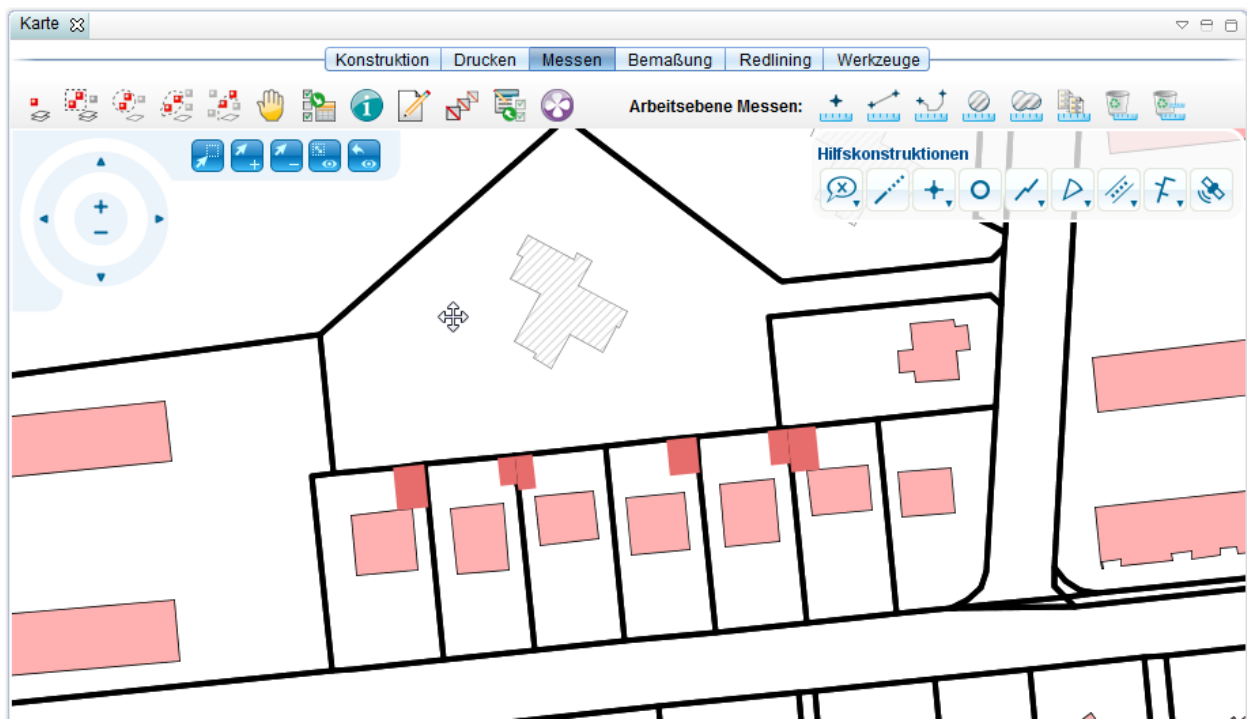 Karte
Konstruktion Drucken Messen Bemaßung Redlining Werkzeuge
Arbeitsebene Messen:
Hilfskonstruktionen